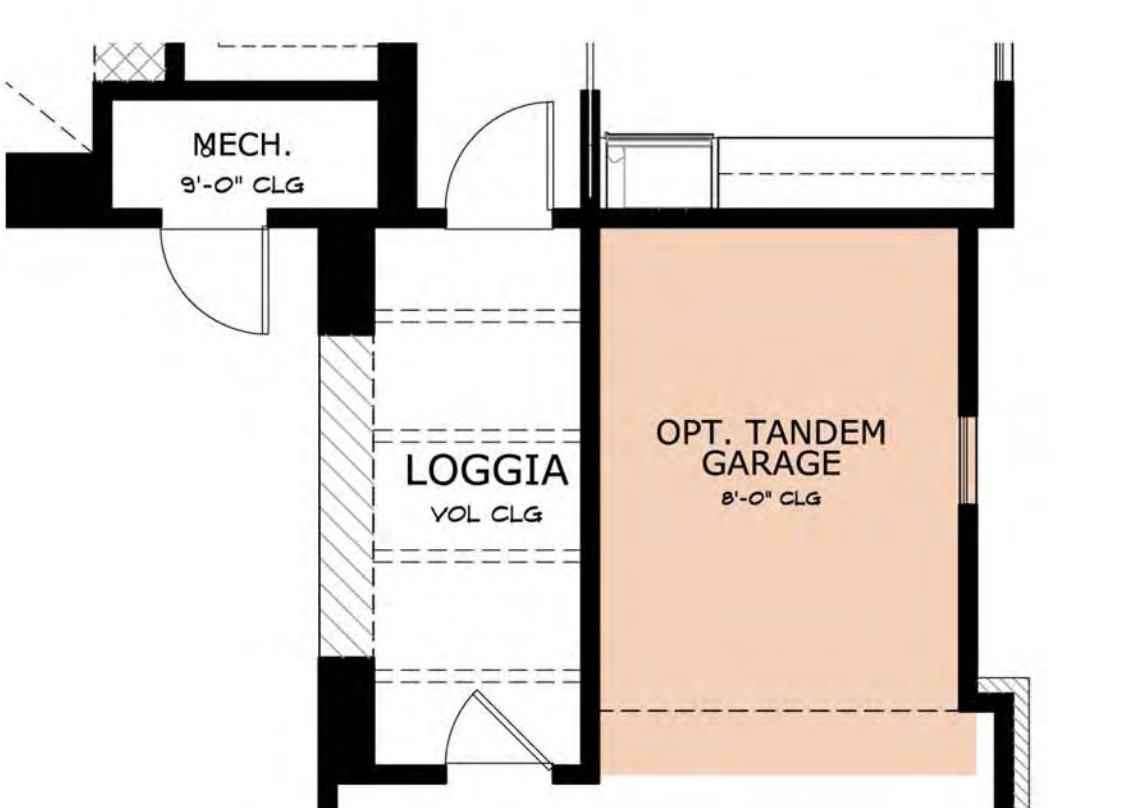 MECH.
9'-0" CLG
OPT. TANDEM
GARAGE
8'-0" CLG
LOGGIA
VOL CLG